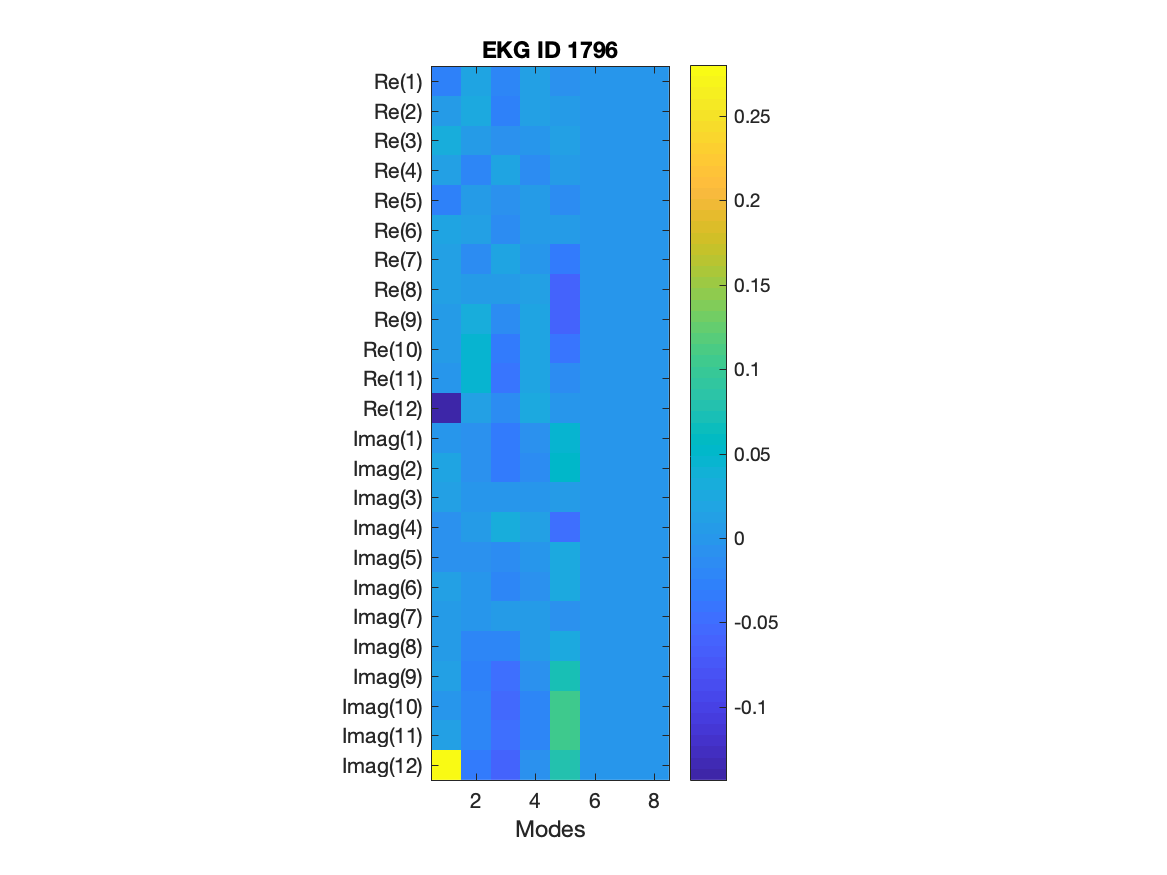 EKG ID 1796
Re(1)
Re(2)
Re(3)
Re(4)
Re(5)
Re(6)
Re(7)
Re(8)
Re(9)
Re(10)
Re(11)
Re(12)
Imag(1)
Imag(2)
Imag(3)
Imag(4)
Imag(5)
Imag(6)
Imag(7)
Imag(8)
Imag(9)
Imag(10)
Imag(11)
Imag(12)
2 4 6 8
Modes
0.25
0.2
0.15
0.1
0.05
0
-0.05
-0.1